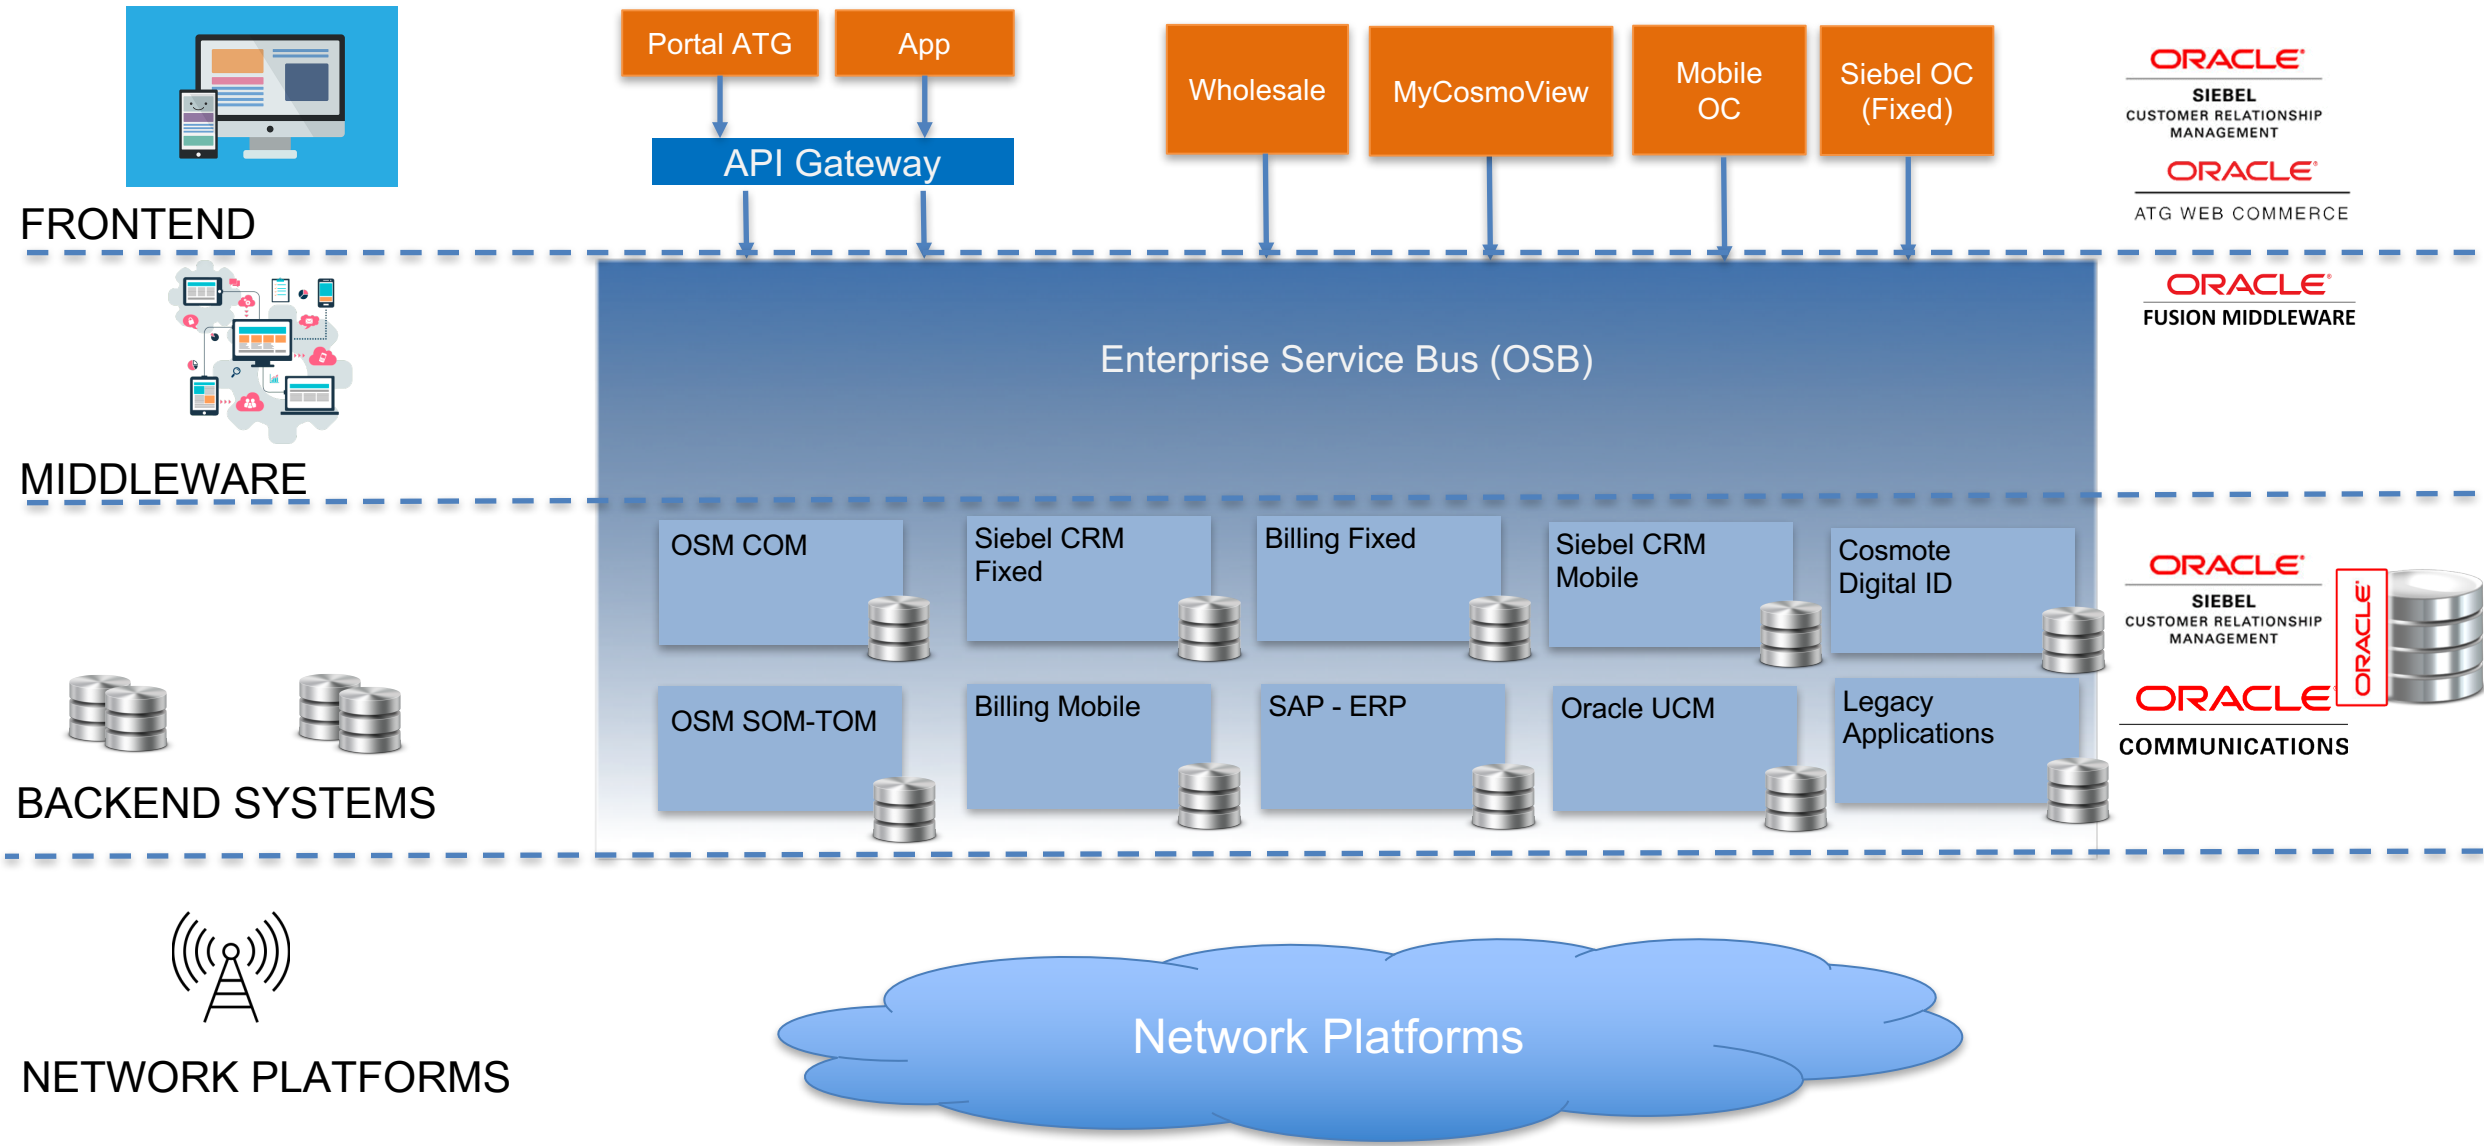 Portal ATG
App
Wholesale
MyCosmoView
Mobile
OC
Siebel OC
(Fixed)
ORACLE®
SIEBEL
CUSTOMER RELATIONSHIP
MANAGEMENT
API Gateway
ORACLE®
ATG WEB COMMERCE
FRONTEND
ORACLE®
FUSION MIDDLEWARE
Enterprise Service Bus (OSB)
MIDDLEWARE
OSM COM
Siebel CRM
Fixed
Billing Fixed
Siebel CRM
Mobile
Cosmote
Digital ID
ORACLE®
SIEBEL
CUSTOMER RELATIONSHIP
MANAGEMENT
ORACLE®
OSM SOM-TOM
Billing Mobile
SAP - ERP
Oracle UCM
Legacy
Applications
ORACLE
COMMUNICATIONS
BACKEND SYSTEMS
Network Platforms
NETWORK PLATFORMS